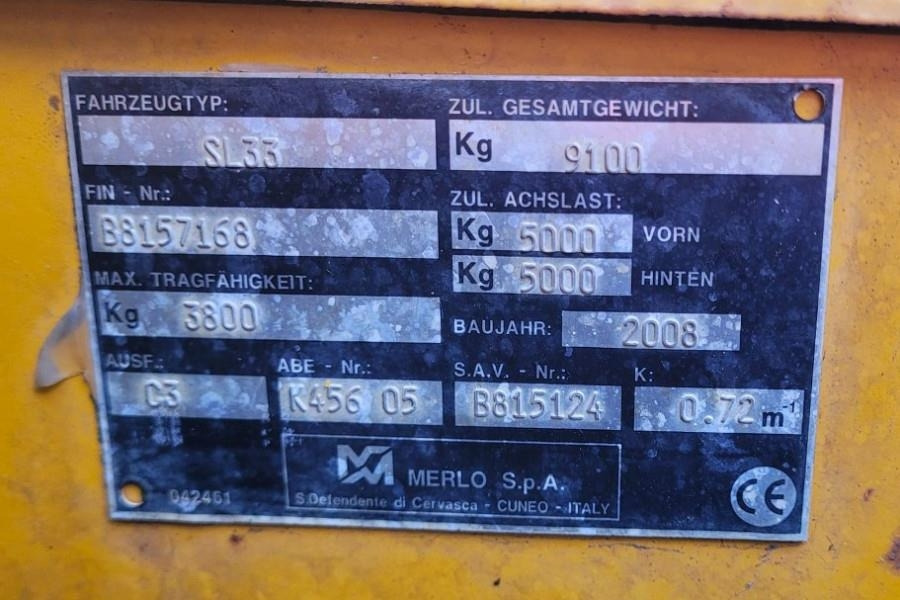 FAHRZEUGTYP:
SL33
ZUL. GESAMTGEWICHT:
Kg 9100
FIN - Nr.:
B8157168
ZUL. ACHSLAST:
Kg 5000 VORN
Kg 5000 HINTEN
MAX. TRAGFÄHIGKEIT:
Kg 3800
BAUJAHR: 2008
AUSF.:
C3
ABE - Nr.:
K456 05
S.A.V. - Nr.:
B815124
K:
0.72 m⁻¹
MERLO S.p.A.
S.Defendente di Cervasca - CUNEO - ITALY
042461
CE